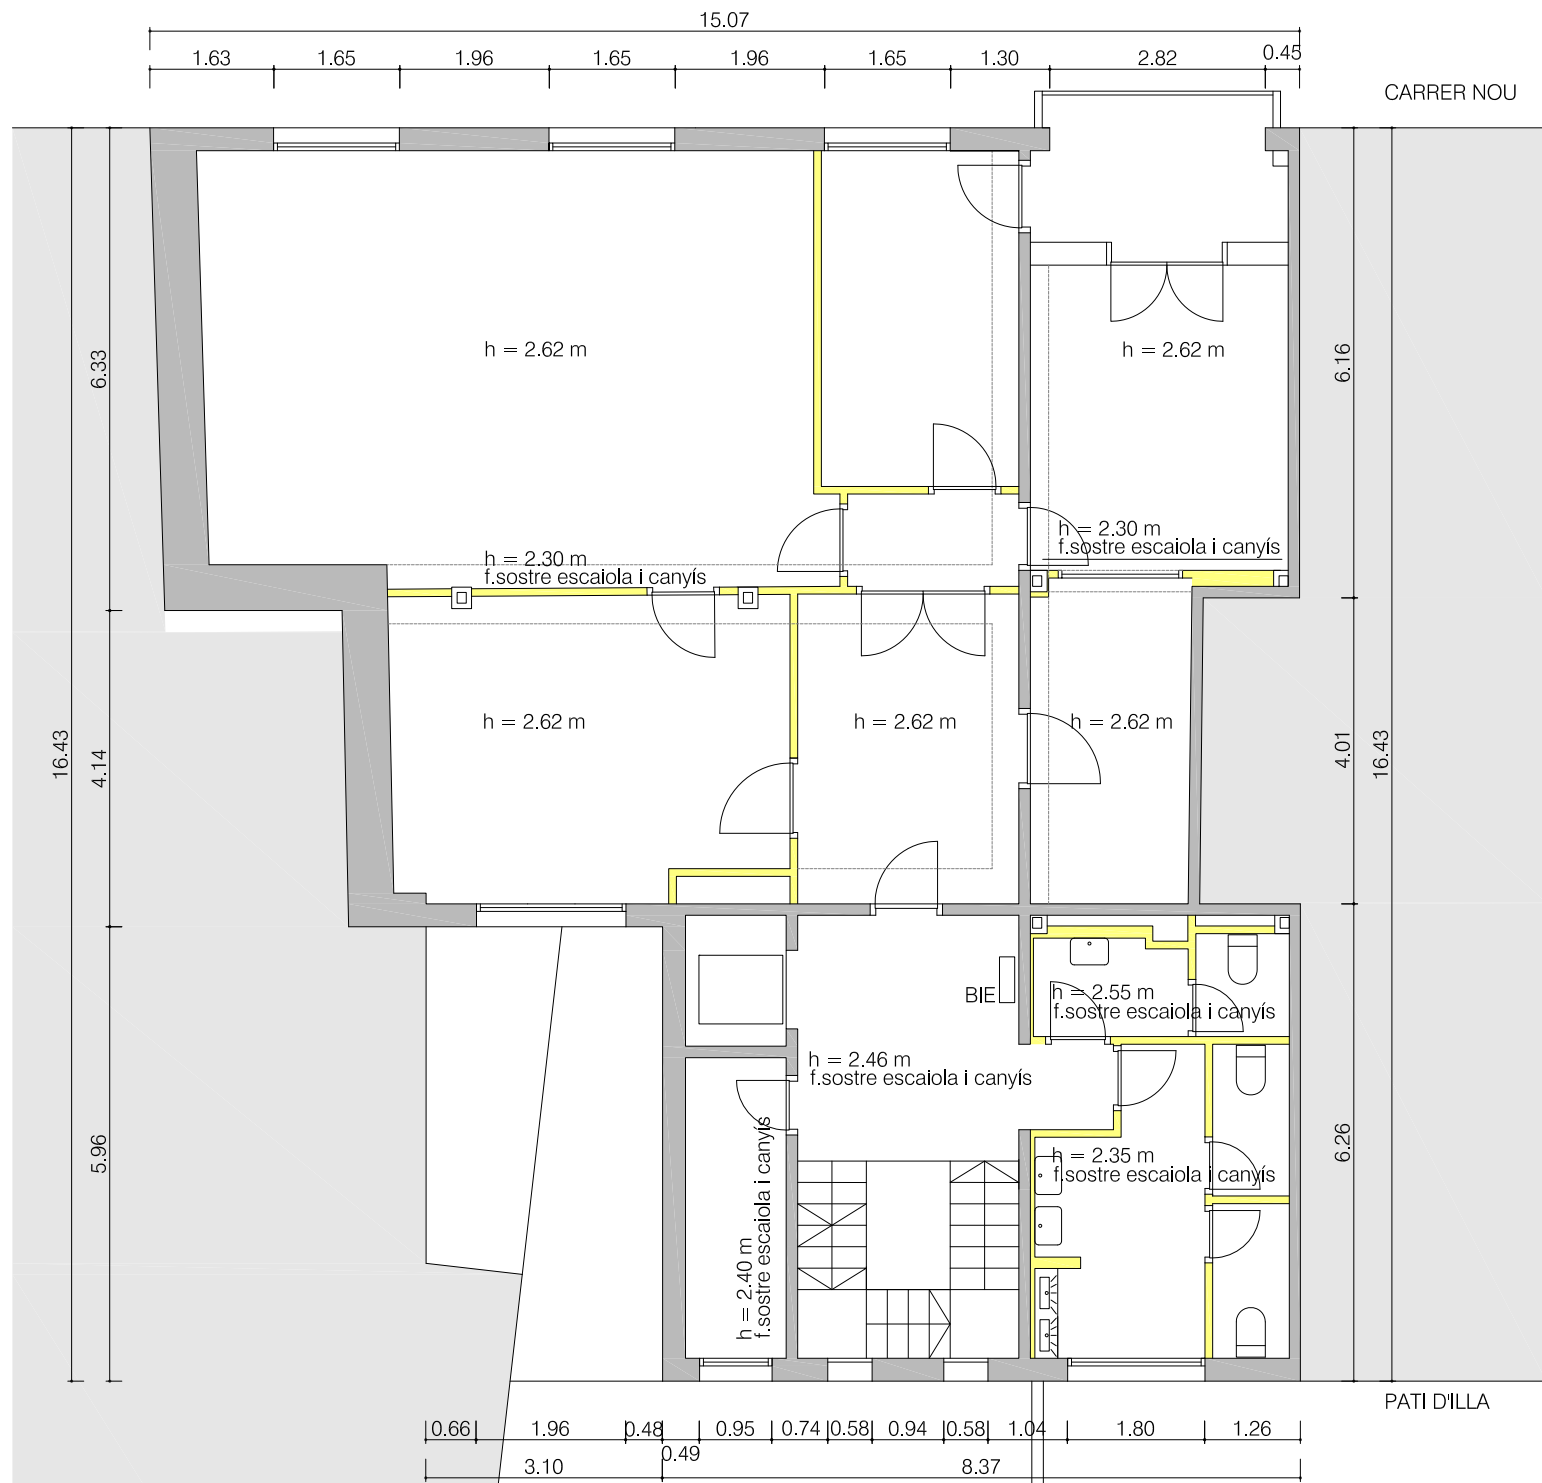 15.07
1.63 1.65 1.96 1.65 1.96 1.65 1.30 2.82 0.45
CARRER NOU
h = 2.62 m
h = 2.62 m
6.33
6.16
h = 2.30 m
f.sostre escaiola i canyís
h = 2.30 m
f.sostre escaiola i canyís
h = 2.62 m
h = 2.62 m
h = 2.62 m
16.43
4.14
4.01
16.43
BIE
h = 2.55 m
f.sostre escaiola i canyís
h = 2.46 m
f.sostre escaiola i canyís
5.96
h = 2.40 m
f.sostre escaiola i canyís
h = 2.35 m
f.sostre escaiola i canyís
6.26
PATI D'ILLA
0.66 1.96 0.48 0.95 0.74 0.58 0.94 0.58 1.04 1.80 1.26
0.49
3.10 8.37